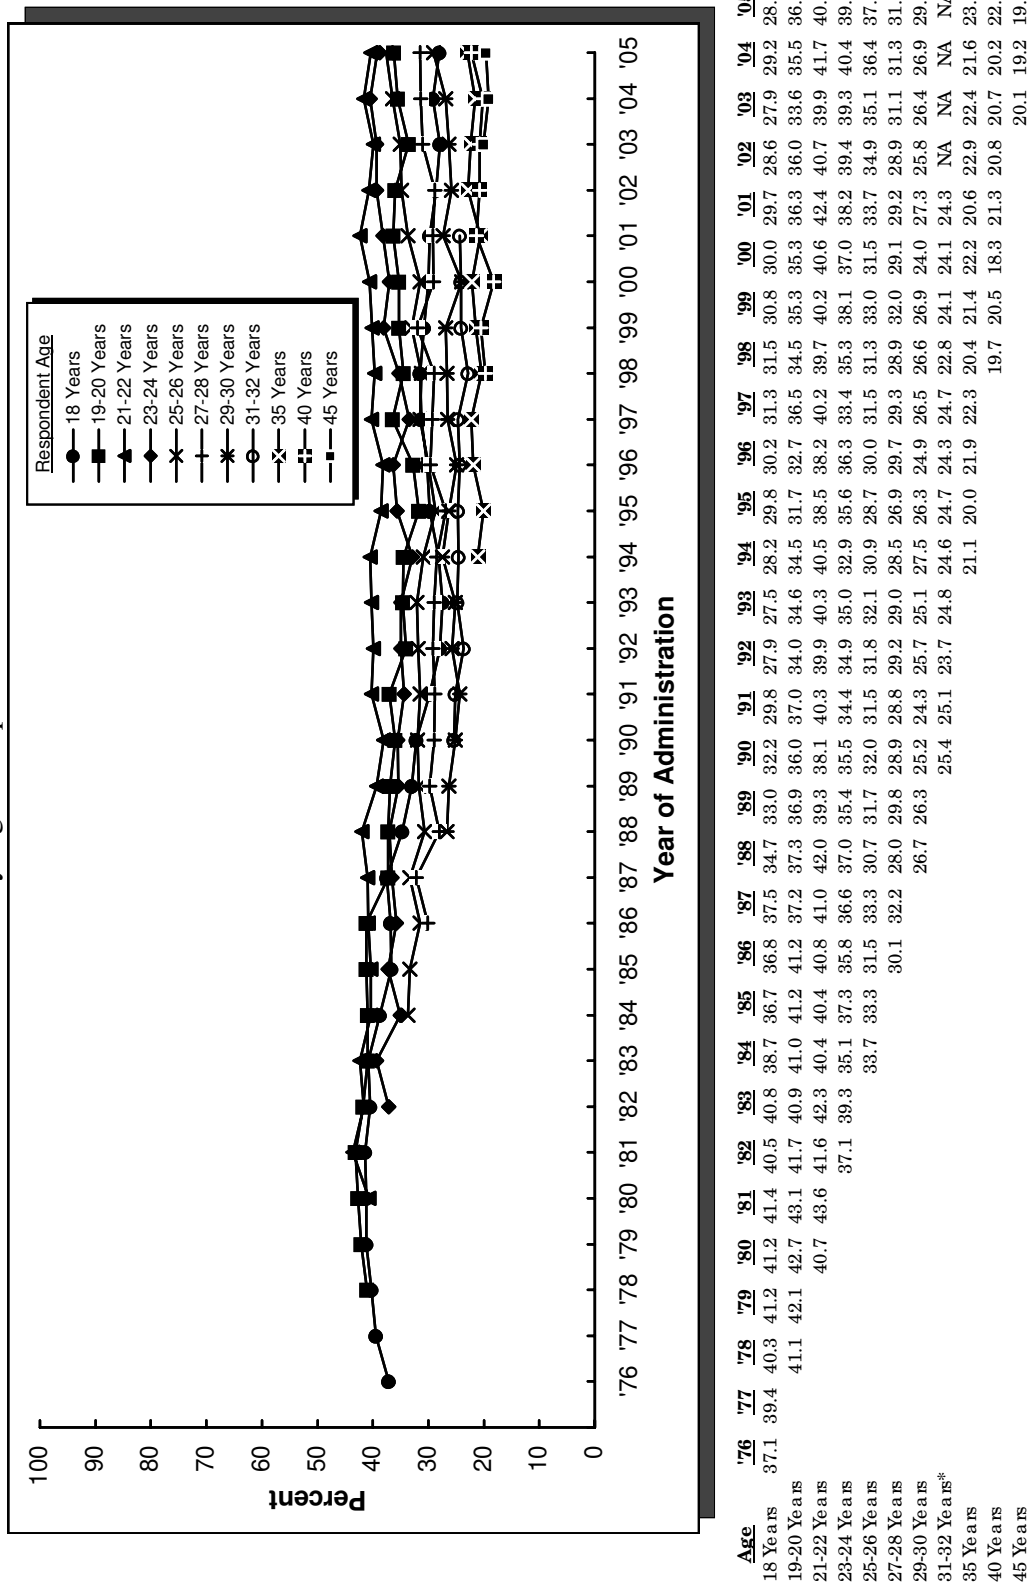 100
90
80
70
60
50
40
30
20
10
0
Percent
Respondent Age
18 Years
19-20 Years
21-22 Years
23-24 Years
25-26 Years
27-28 Years
29-30 Years
31-32 Years
35 Years
40 Years
45 Years
'76 '77 '78 '79 '80 '81 '82 '83 '84 '85 '86 '87 '88 '89 '90 '91 '92 '93 '94 '95 '96 '97 '98 '99 '00 '01 '02 '03 '04 '05
Year of Administration
Age '76 '77 '78 '79 '80 '81 '82 '83 '84 '85 '86 '87 '88 '89 '90 '91 '92 '93 '94 '95 '96 '97 '98 '99 '00 '01 '02 '03 '04
18 Years 37.1 39.4 40.3 41.2 41.2 41.4 40.5 40.8 38.7 36.7 36.8 37.5 34.7 33.0 32.2 29.8 27.9 27.5 28.2 29.8 30.2 31.3 31.5 30.8 30.0 29.7 28.6 27.9 29.2 28.
19-20 Years 41.1 42.1 42.7 43.1 41.7 40.9 41.0 41.2 41.2 37.2 37.3 36.9 36.0 37.0 34.0 34.6 34.5 31.7 32.7 36.5 34.5 35.3 35.3 36.3 36.0 33.6 35.5 36.
21-22 Years 40.7 43.6 41.6 42.3 40.4 40.4 40.8 41.0 42.0 39.3 38.1 40.3 39.9 40.3 40.5 38.5 38.2 40.2 39.7 40.2 40.6 42.4 40.7 39.9 41.7 40.
23-24 Years 37.1 39.3 35.1 37.3 35.8 36.6 37.0 35.4 35.5 34.4 34.9 35.0 32.9 35.6 36.3 33.4 35.3 38.1 37.0 38.2 39.4 39.3 40.4 39.
25-26 Years 33.7 33.3 31.5 33.3 30.7 31.7 32.0 31.5 31.8 32.1 30.9 28.7 30.0 31.5 31.3 33.0 31.5 33.7 34.9 35.1 36.4 37.
27-28 Years 30.1 32.2 28.0 29.8 28.9 28.8 29.2 29.0 28.5 26.9 29.7 29.3 28.9 32.0 29.1 29.2 28.9 31.1 31.3 31.
29-30 Years 26.7 26.3 25.2 24.3 25.7 25.1 27.5 26.3 24.9 26.5 26.6 26.9 24.0 27.3 25.8 26.4 26.9 29.
31-32 Years* 25.4 25.1 23.7 24.8 24.6 24.7 24.3 24.7 22.8 24.1 24.1 24.3 NA NA NA
35 Years 21.1 20.0 21.9 22.3 20.4 21.4 22.2 20.6 22.9 22.4 21.6 23.
40 Years 19.7 20.5 18.3 21.3 20.8 20.7 20.2 22.
45 Years 20.1 19.2 19.